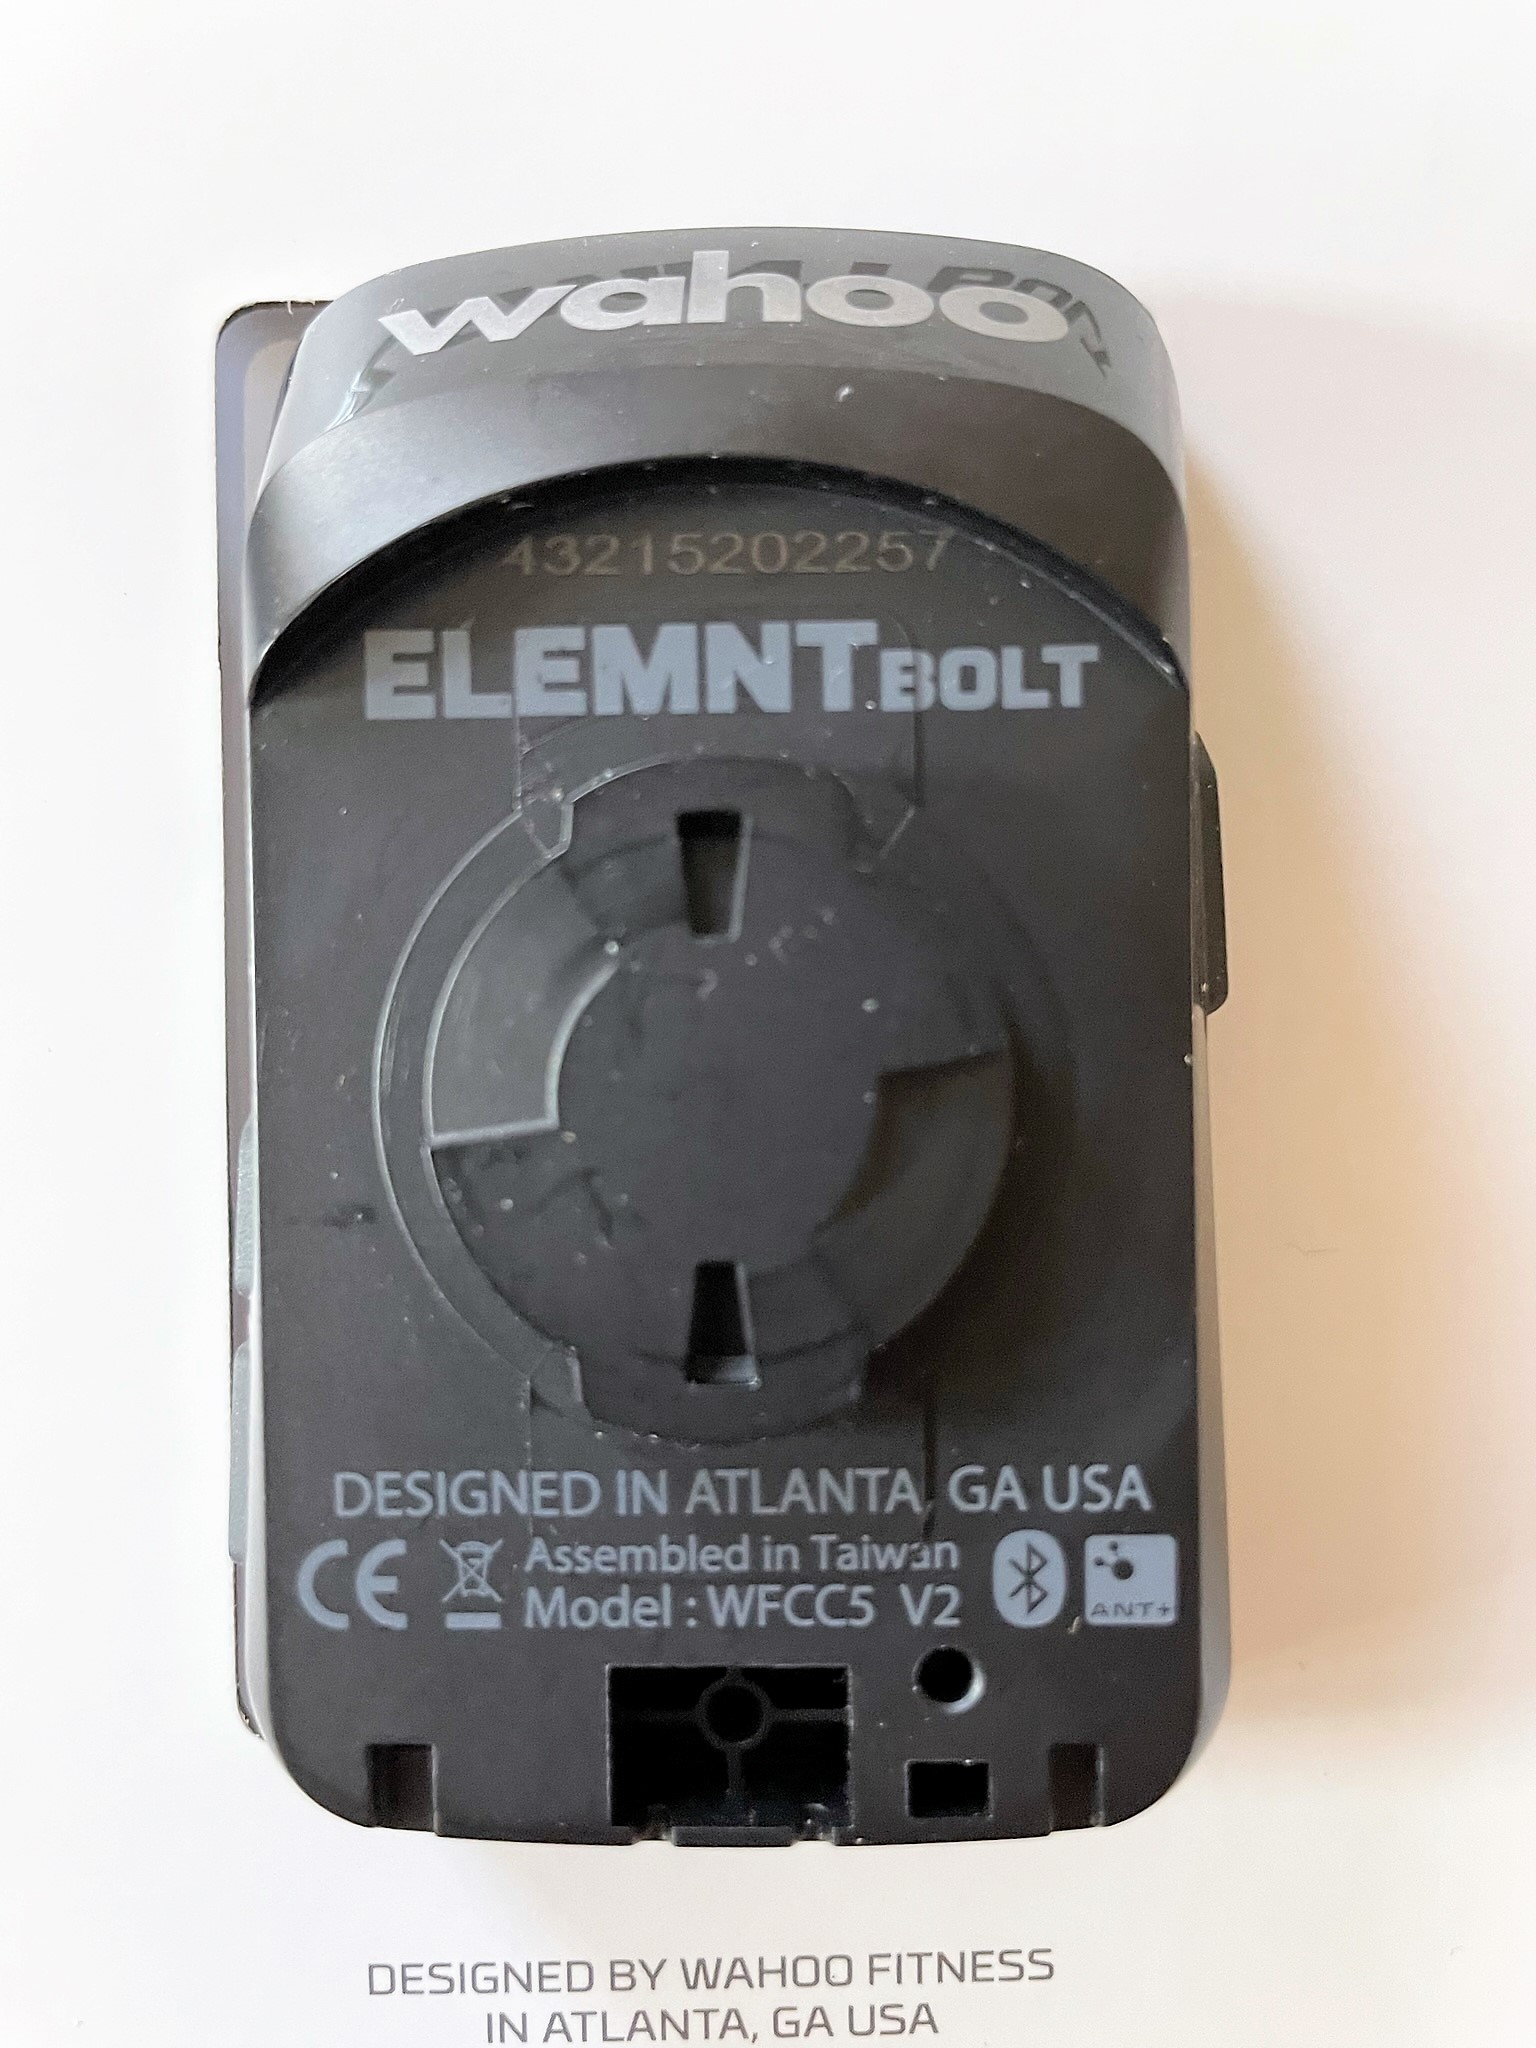 wahoo
43215202257
ELEMNT BOLT
DESIGNED IN ATLANTA, GA USA
CE Assembled in Taiwan
Model : WFCC5 V2 ANT+
DESIGNED BY WAHOO FITNESS
IN ATLANTA, GA USA